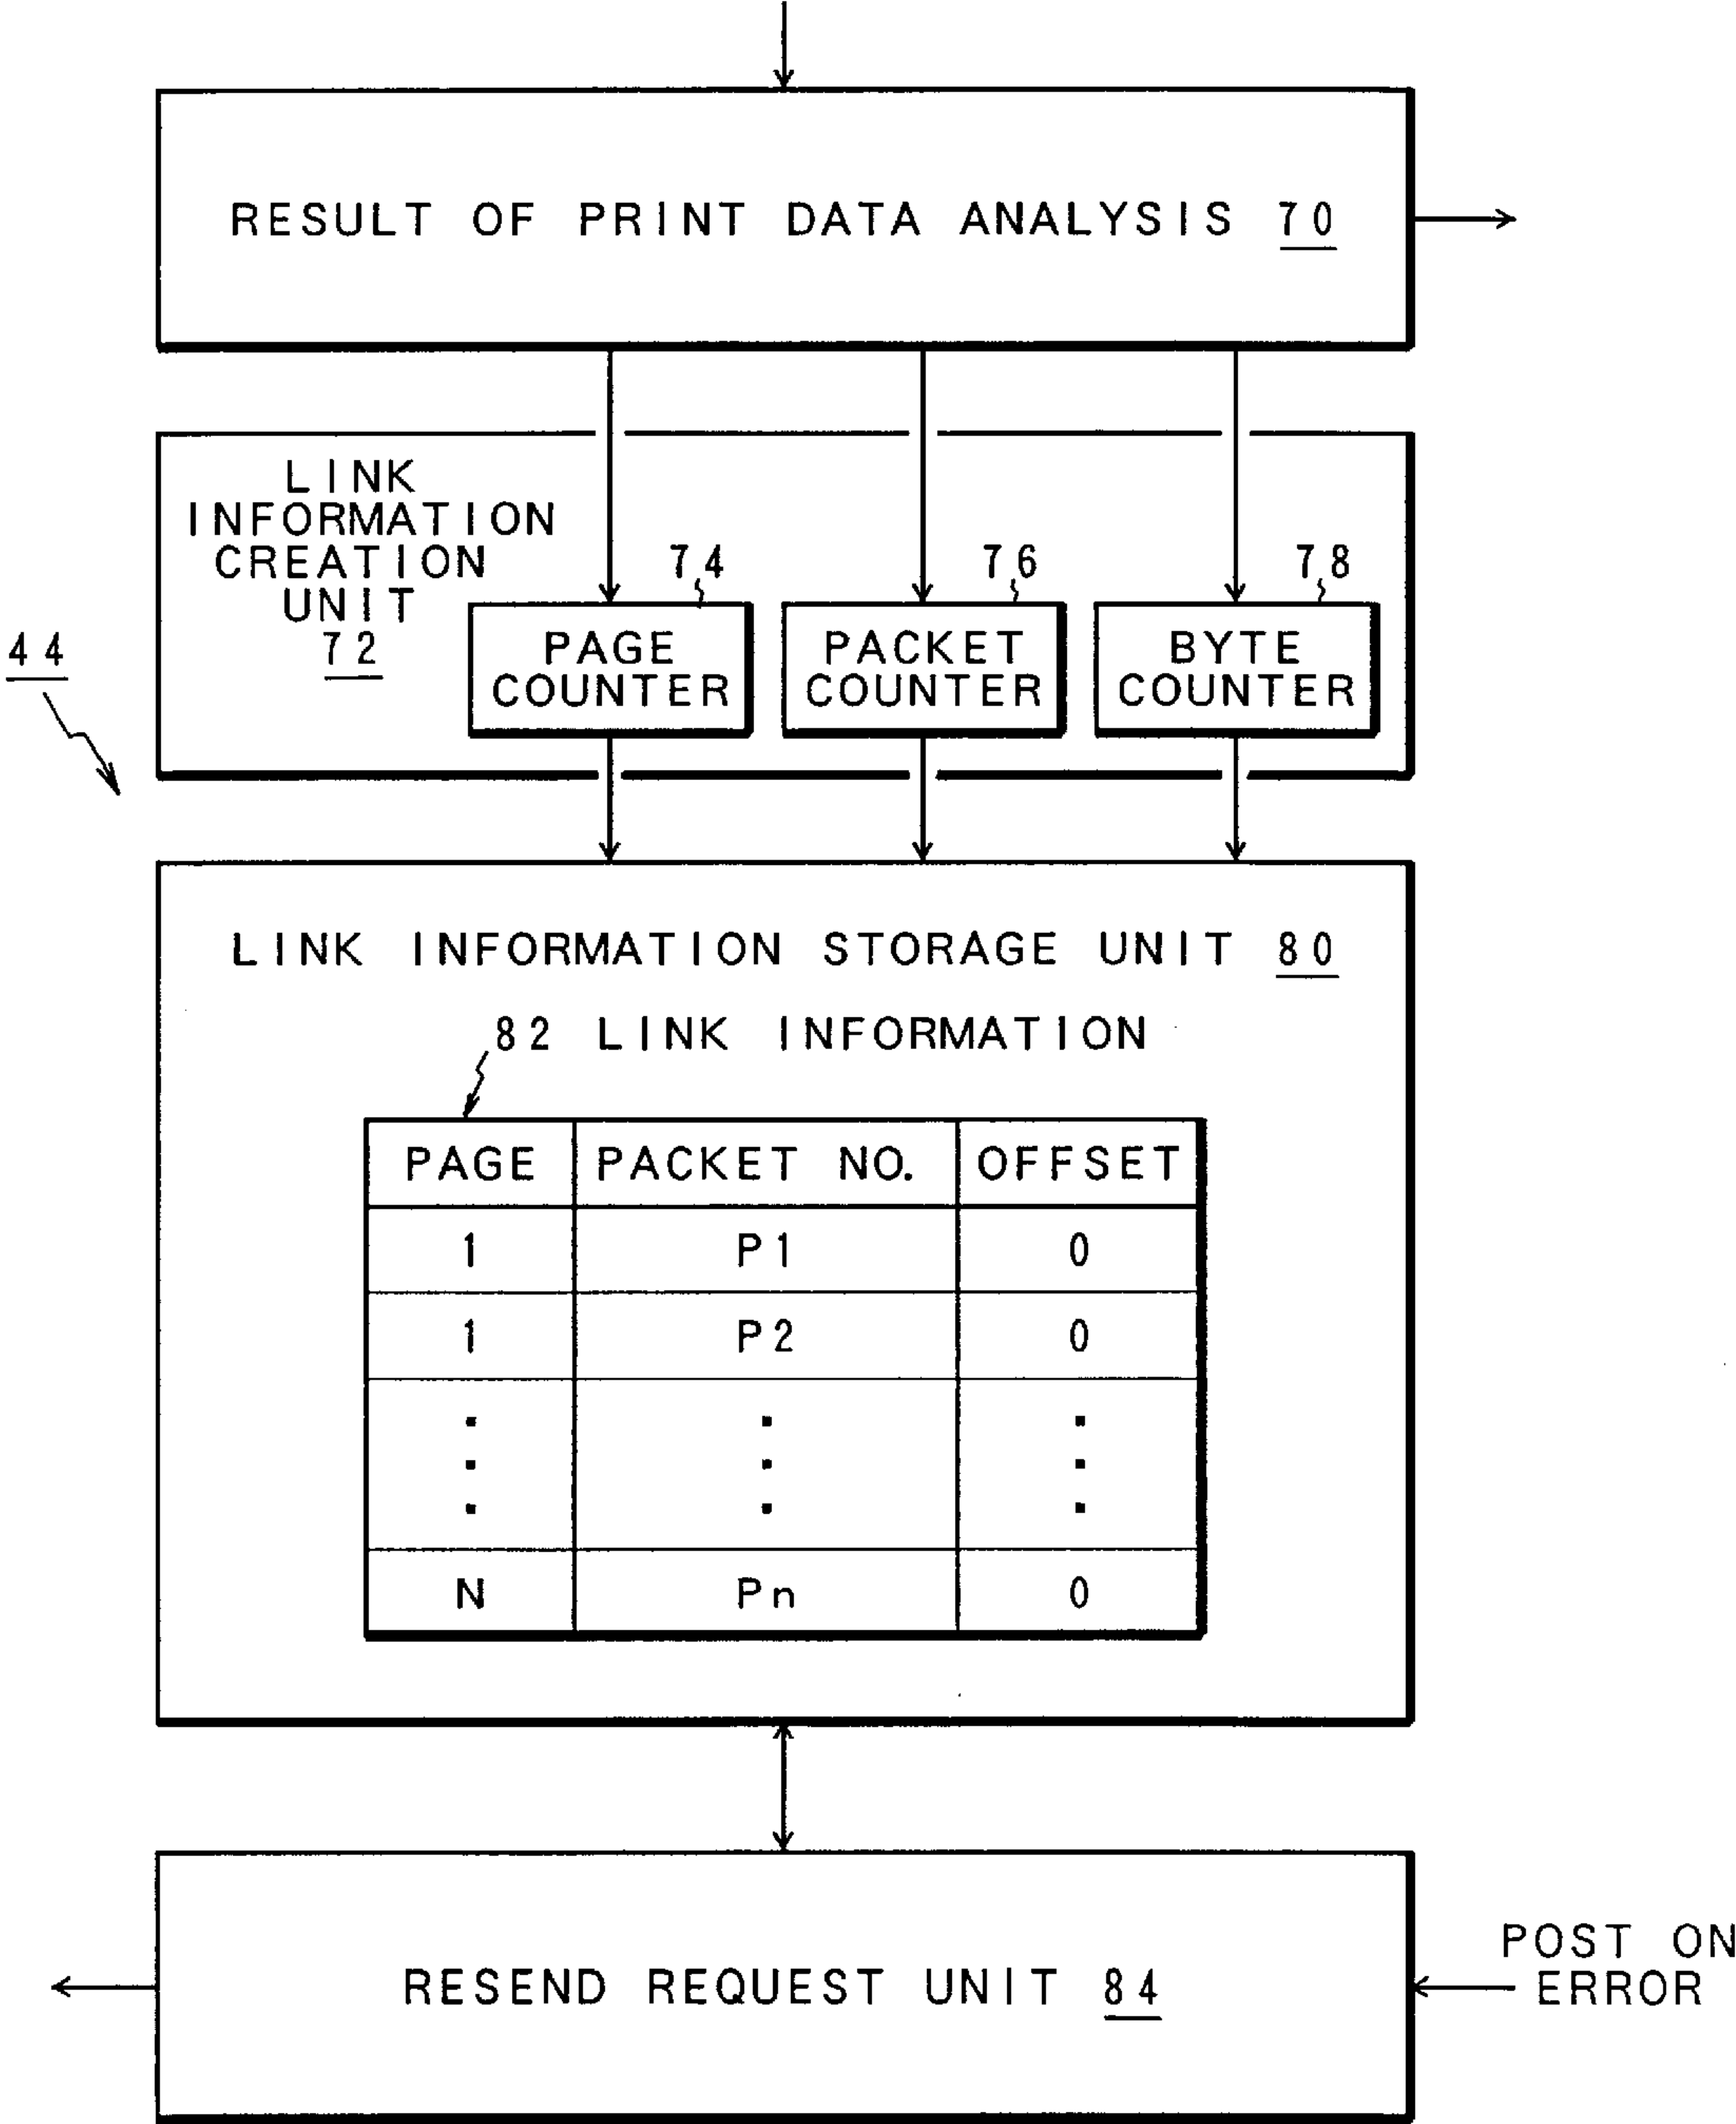 RESULT OF PRINT DATA ANALYSIS 70
LINK
INFORMATION
CREATION
UNIT
72
74
76
78
PAGE
COUNTER
PACKET
COUNTER
BYTE
COUNTER
44
LINK INFORMATION STORAGE UNIT 80
82 LINK INFORMATION
PAGE PACKET NO. OFFSET
1 P1 0
1 P2 0
N Pn 0
RESEND REQUEST UNIT 84
POST ON
ERROR